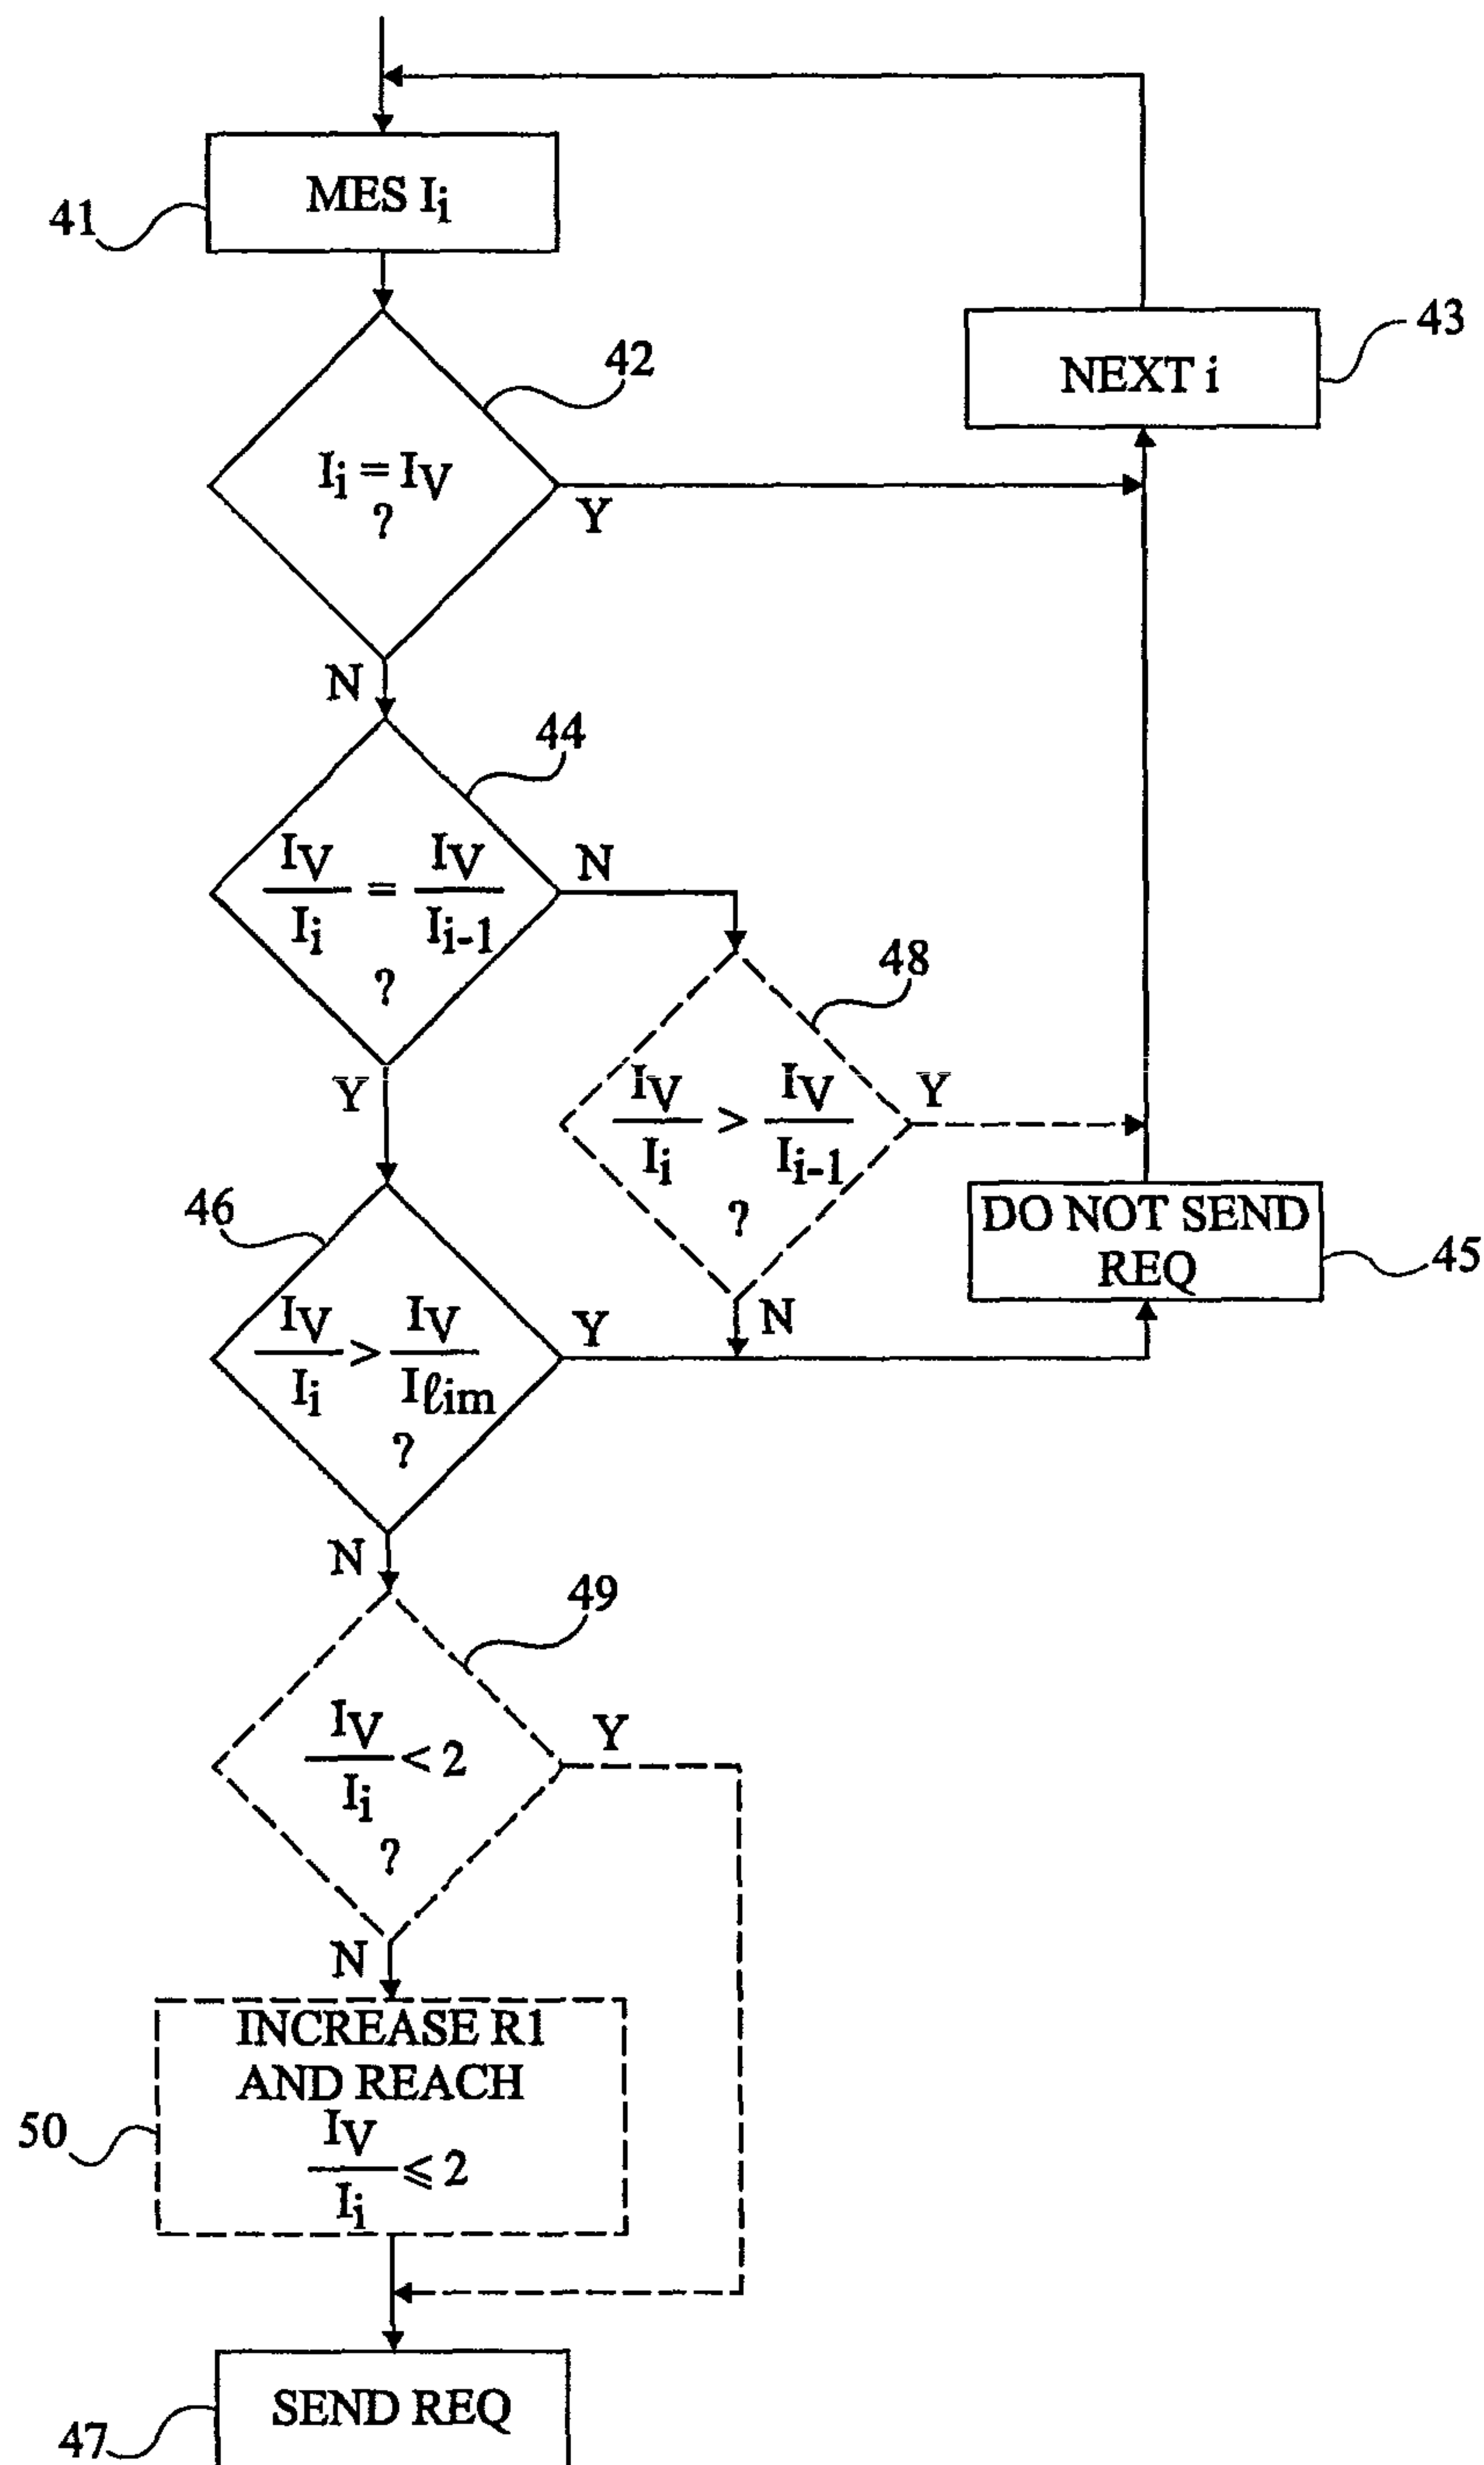 MES Ii
41
43
NEXT i
42
Ii = IV
?
Y
N
44
IV/Ii = IV/Ii-1
?
N
Y
48
IV/Ii > IV/Ii-1
?
Y
N
DO NOT SEND
REQ
45
46
IV/Ii > IV/Iℓim
?
Y
N
49
IV/Ii < 2
?
Y
N
INCREASE R1
AND REACH
IV/Ii ⩽ 2
50
SEND REQ
47